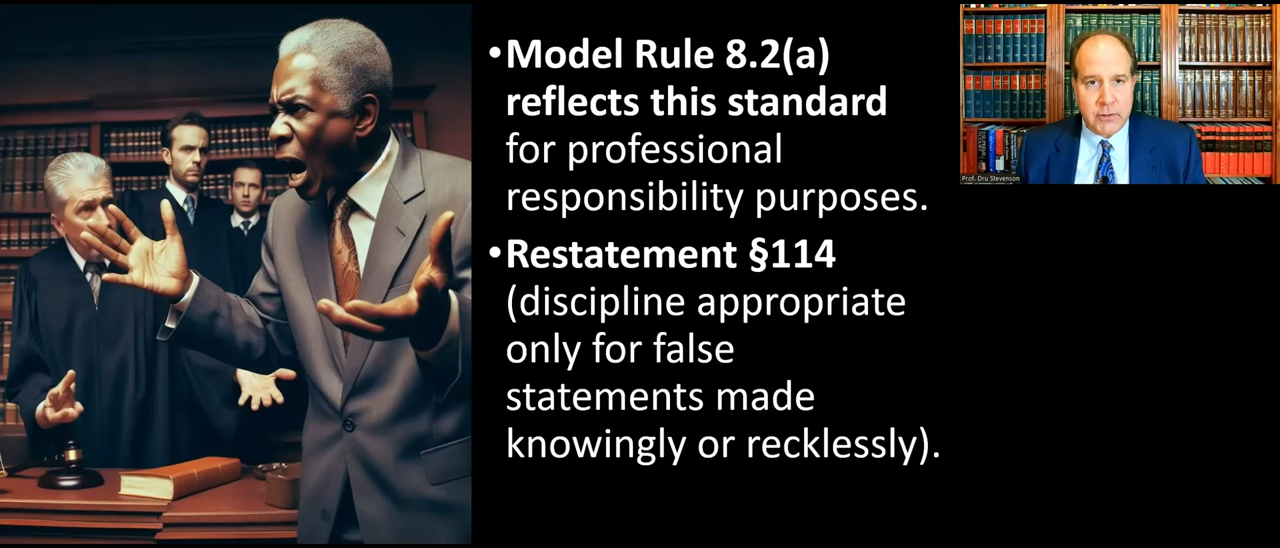 •Model Rule 8.2(a)
reflects this standard
for professional
responsibility purposes.
•Restatement §114
(discipline appropriate
only for false
statements made
knowingly or recklessly).
Prof. Dru Stevenson